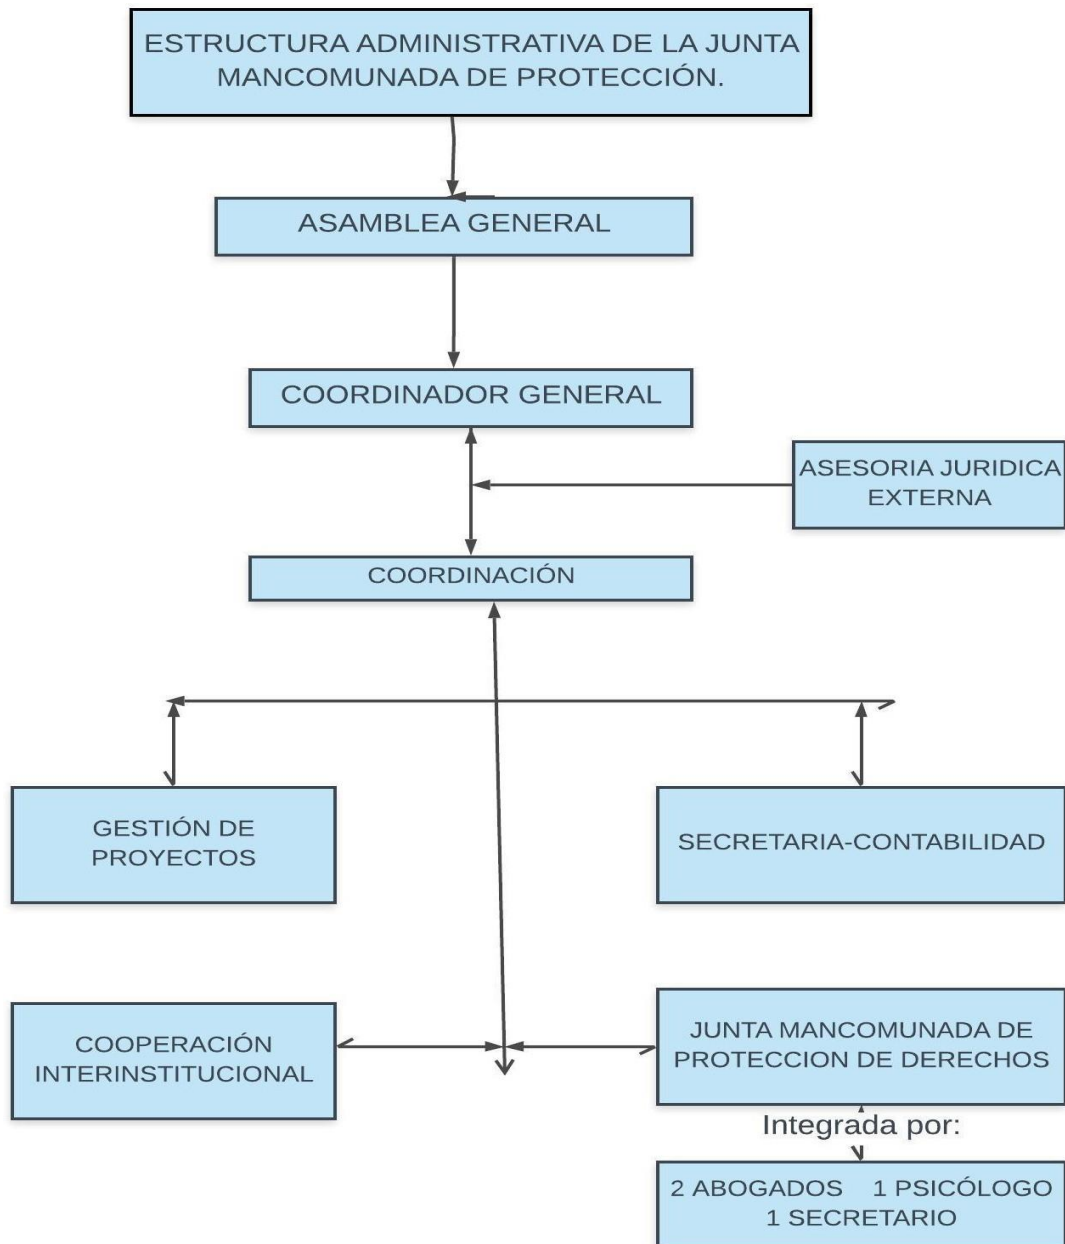 ESTRUCTURA ADMINISTRATIVA DE LA JUNTA
MANCOMUNADA DE PROTECCIÓN.
ASAMBLEA GENERAL
COORDINADOR GENERAL
ASESORIA JURIDICA
EXTERNA
COORDINACIÓN
GESTIÓN DE
PROYECTOS
SECRETARIA-CONTABILIDAD
COOPERACIÓN
INTERINSTITUCIONAL
JUNTA MANCOMUNADA DE
PROTECCION DE DERECHOS
Integrada por:
2 ABOGADOS 1 PSICÓLOGO
1 SECRETARIO